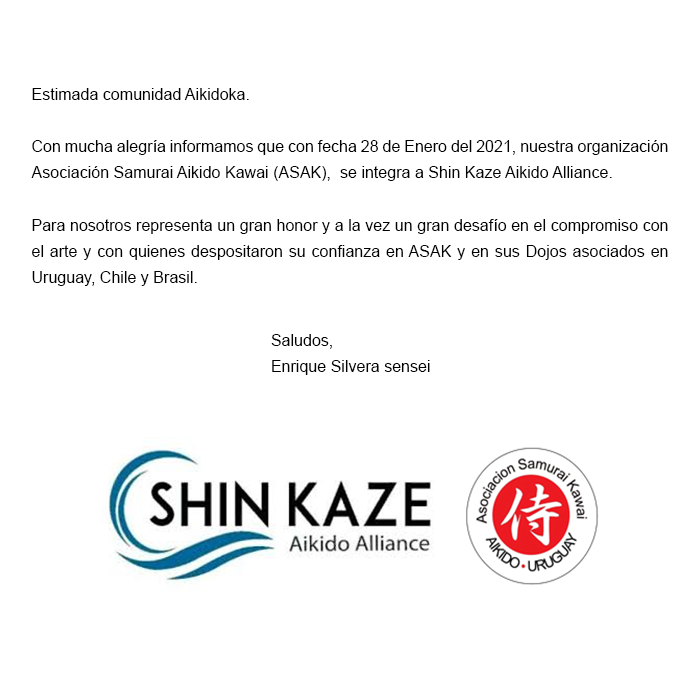 Estimada comunidad Aikidoka.
Con mucha alegría informamos que con fecha 28 de Enero del 2021, nuestra organización
Asociación Samurai Aikido Kawai (ASAK),  se integra a Shin Kaze Aikido Alliance.
Para nosotros representa un gran honor y a la vez un gran desafío en el compromiso con
el arte y con quienes despositaron su confianza en ASAK y en sus Dojos asociados en
Uruguay, Chile y Brasil.
Saludos,
Enrique Silvera sensei
SHIN KAZE
Aikido Alliance
Asociacion Samurai Kawai
侍
AIKIDO • URUGUAY